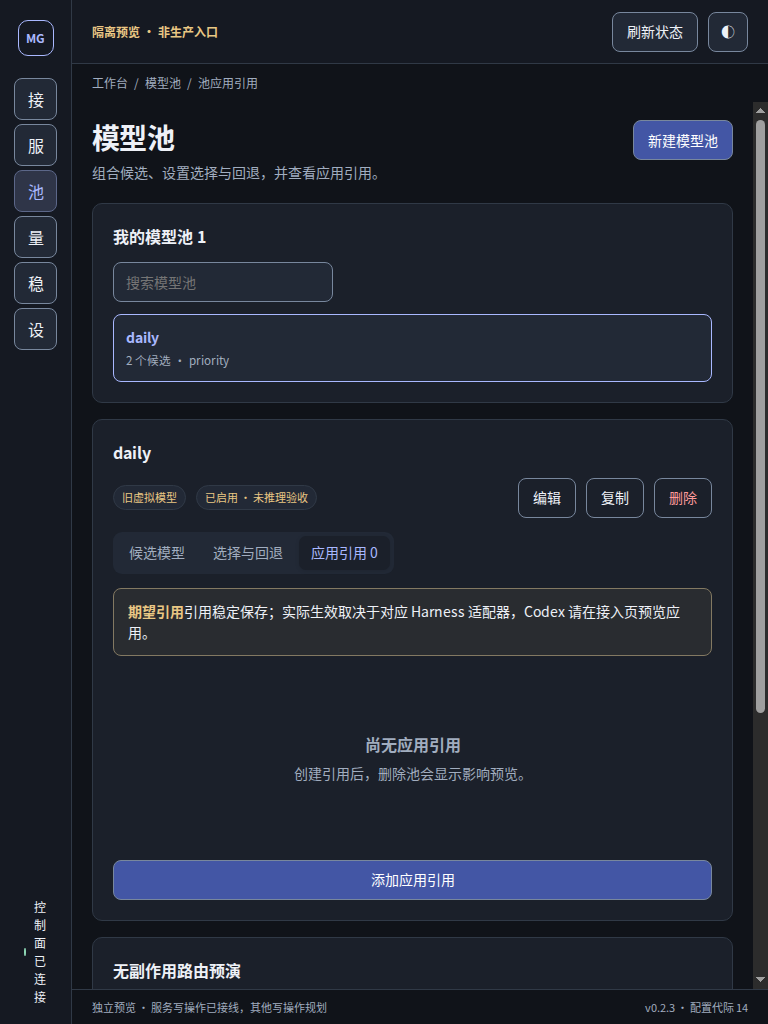 MG
接
服
池
量
稳
设
控制面已连接
隔离预览 · 非生产入口
刷新状态
工作台 / 模型池 / 池应用引用
模型池
新建模型池
组合候选、设置选择与回退，并查看应用引用。
我的模型池 1
搜索模型池
daily
2 个候选 · priority
daily
旧虚拟模型
已启用 · 未推理验收
编辑
复制
删除
候选模型
选择与回退
应用引用 0
期望引用引用稳定保存；实际生效取决于对应 Harness 适配器，Codex 请在接入页预览应
用。
尚无应用引用
创建引用后，删除池会显示影响预览。
添加应用引用
无副作用路由预演
独立预览 · 服务写操作已接线，其他写操作规划
v0.2.3 · 配置代际 14